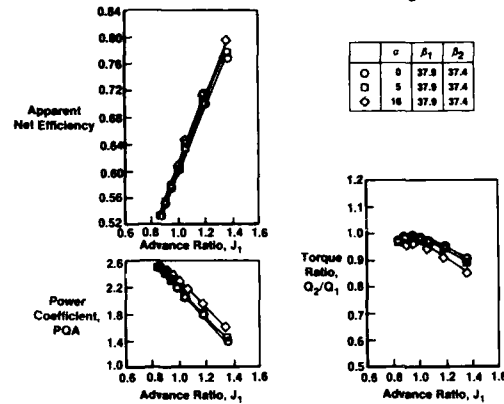 0.84
0.80
0.76
0.72
0.68
0.64
0.60
0.56
0.52
Apparent
Net Efficiency
0.6 0.8 1.0 1.2 1.4 1.6
Advance Ratio, J1
α β1 β2
0 37.9 37.4
5 37.9 37.4
16 37.9 37.4
2.6
2.2
1.8
1.4
1.0
Power
Coefficient,
PQA
0.6 0.8 1.0 1.2 1.4 1.6
Advance Ratio, J1
1.2
1.1
1.0
0.9
0.8
0.7
0.6
0.5
Torque
Ratio,
Q2/Q1
0.6 0.8 1.0 1.2 1.4 1.6
Advance Ratio, J1